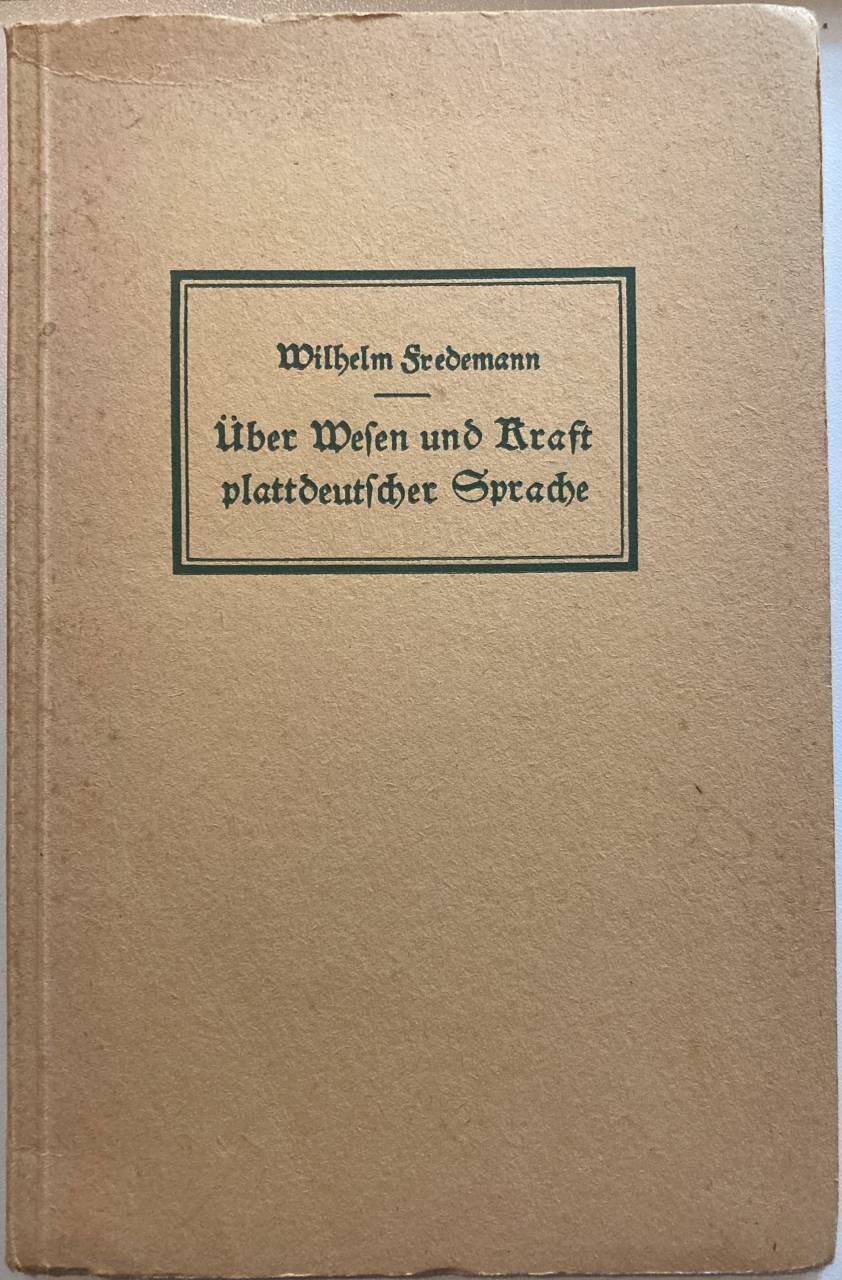 Wilhelm Fredemann
Über Weſen und Kraft
plattdeutſcher Sprache